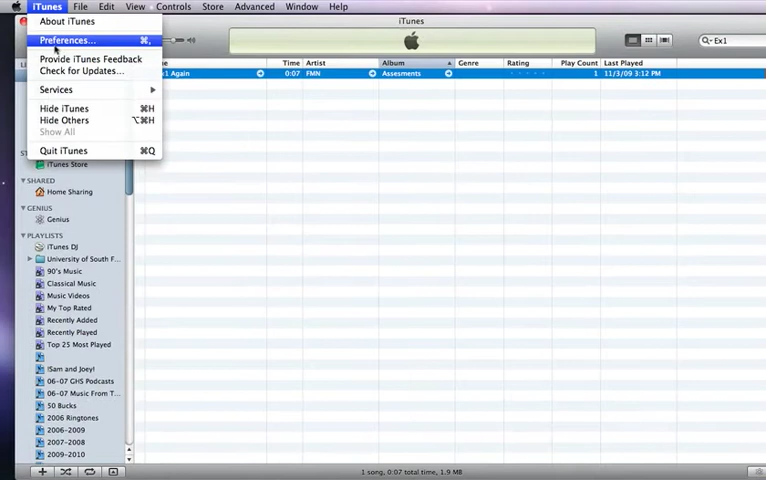 iTunes File Edit View Controls Store Advanced Window Help
iTunes
About iTunes
Preferences... ⌘,
Provide iTunes Feedback
Check for Updates...
Services
Hide iTunes ⌘H
Hide Others ⌥⌘H
Show All
Quit iTunes ⌘Q
Ex1
Time Artist Album Genre Rating Play Count Last Played
Again 0:07 FMN Assesments 1 11/3/09 3:12 PM
iTunes Store
SHARED
Home Sharing
GENIUS
Genius
PLAYLISTS
iTunes DJ
University of South F...
90's Music
Classical Music
Music Videos
My Top Rated
Recently Added
Recently Played
Top 25 Most Played
!Sam and Joey!
06-07 GHS Podcasts
06-07 Music From T...
50 Bucks
2006 Ringtones
2006-2009
2007-2008
2009-2010
1 song, 0:07 total time, 1.9 MB